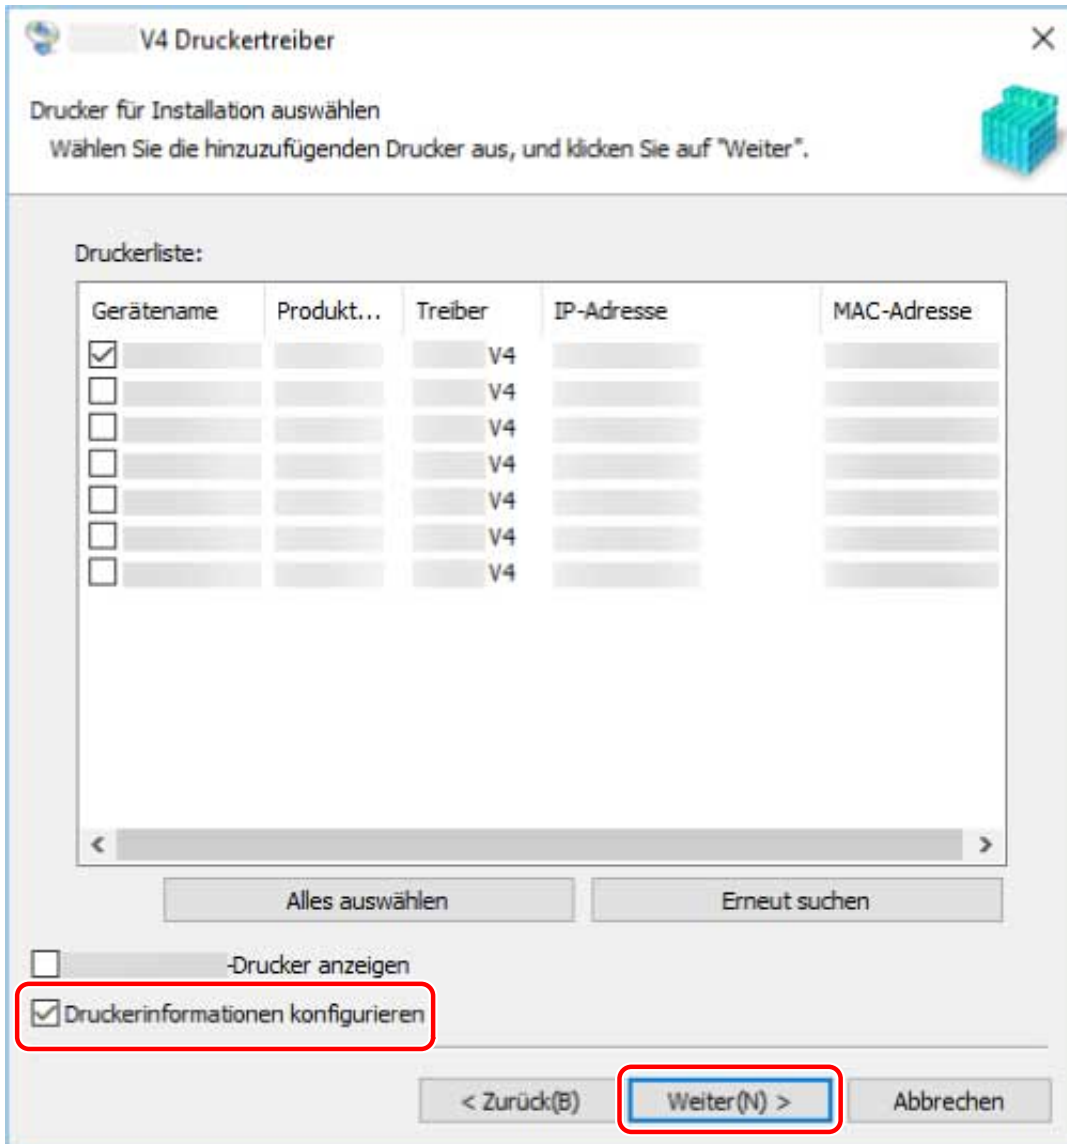 V4 Druckertreiber
Drucker für Installation auswählen
Wählen Sie die hinzuzufügenden Drucker aus, und klicken Sie auf "Weiter".
Druckerliste:
Gerätename Produkt... Treiber IP-Adresse MAC-Adresse
V4
V4
V4
V4
V4
V4
V4
Alles auswählen Erneut suchen
-Drucker anzeigen
Druckerinformationen konfigurieren
< Zurück(B) Weiter(N) > Abbrechen